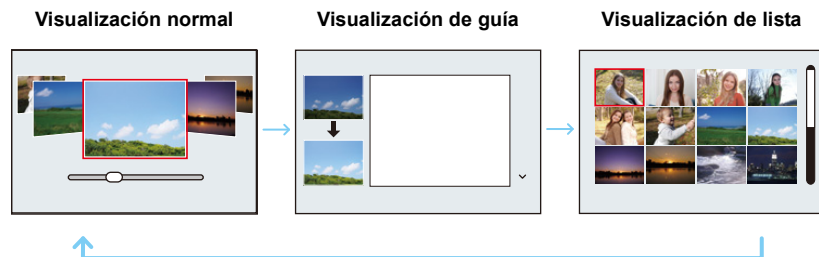 Visualización normal
Visualización de guía
Visualización de lista